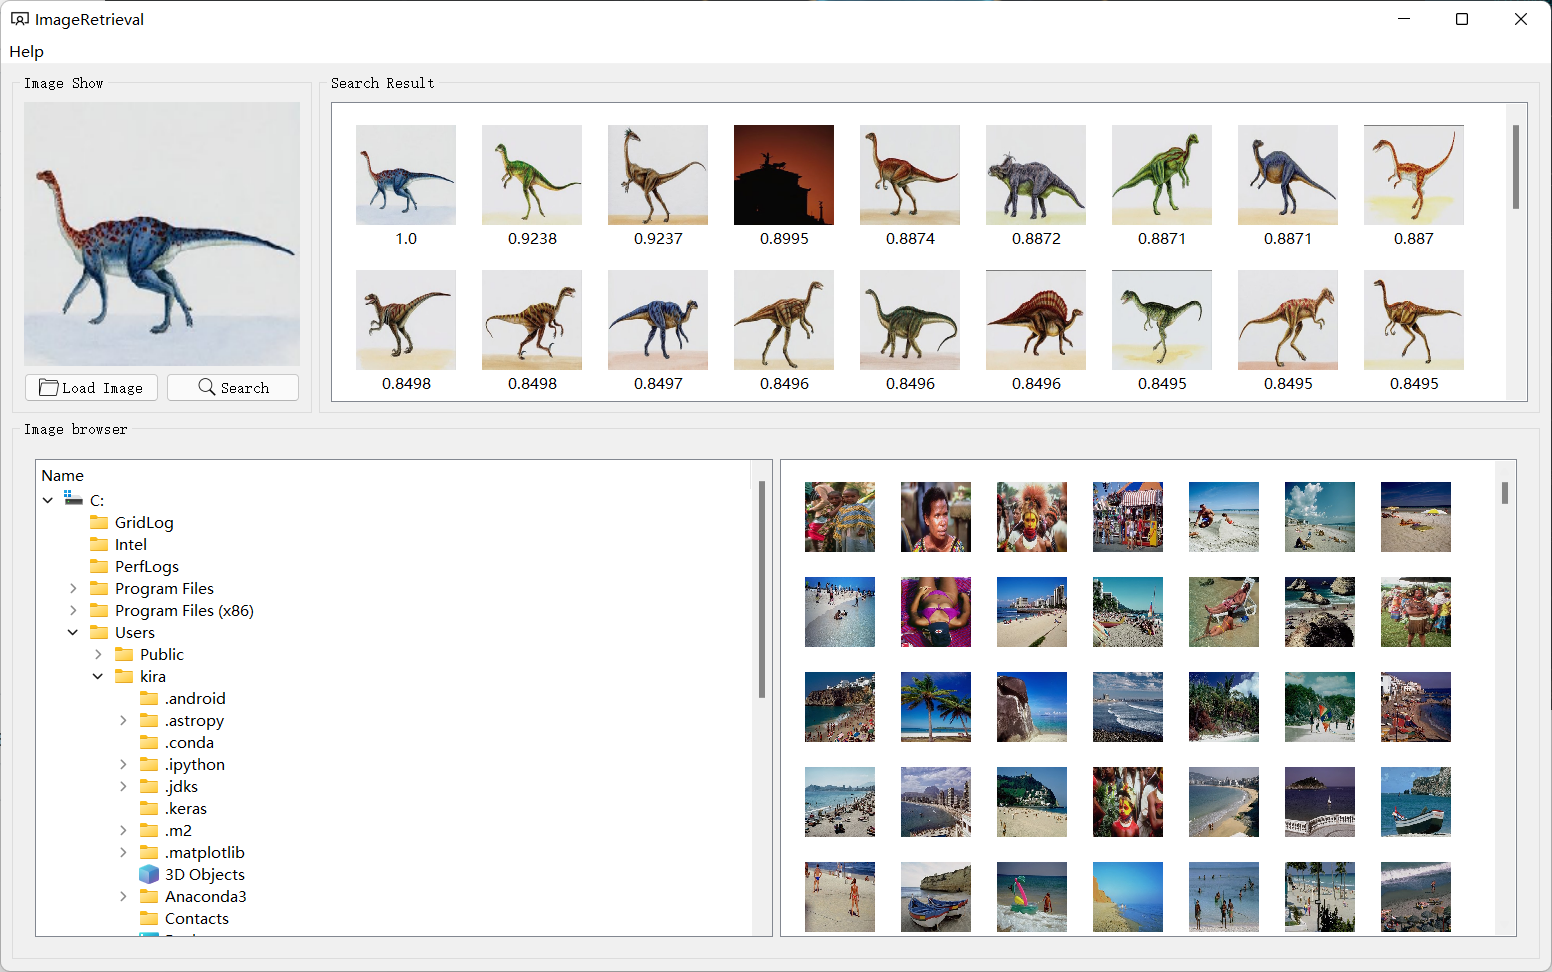 ImageRetrieval
Help
Image Show
Load Image
Search
Search Result
1.0 0.9238 0.9237 0.8995 0.8874 0.8872 0.8871 0.8871 0.887
0.8498 0.8498 0.8497 0.8496 0.8496 0.8496 0.8495 0.8495 0.8495
Image browser
Name
C:
GridLog
Intel
PerfLogs
Program Files
Program Files (x86)
Users
Public
kira
.android
.astropy
.conda
.ipython
.jdks
.keras
.m2
.matplotlib
3D Objects
Anaconda3
Contacts